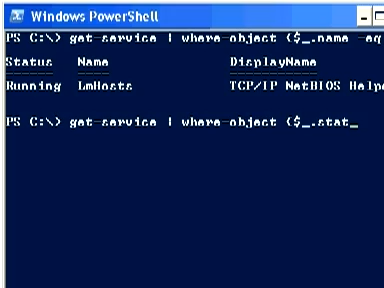 Windows PowerShell
PS C:\> get-service | where-object ($_.name -eq
Status Name DisplayName
Running LmHosts TCP/IP NetBIOS Helpe
PS C:\> get-service | where-object ($_.stat_